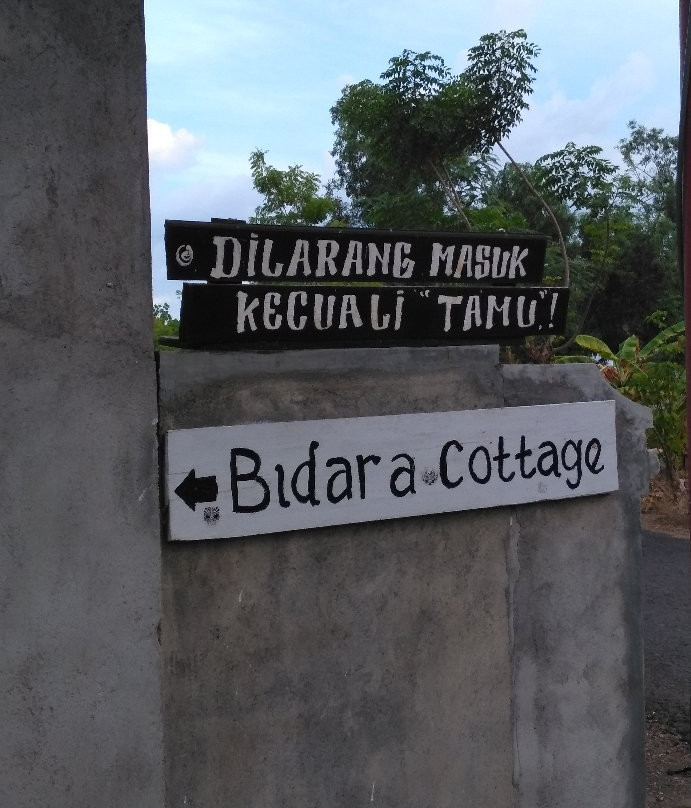 DILARANG MASUK
KECUALI "TAMU"!
Bidara Cottage